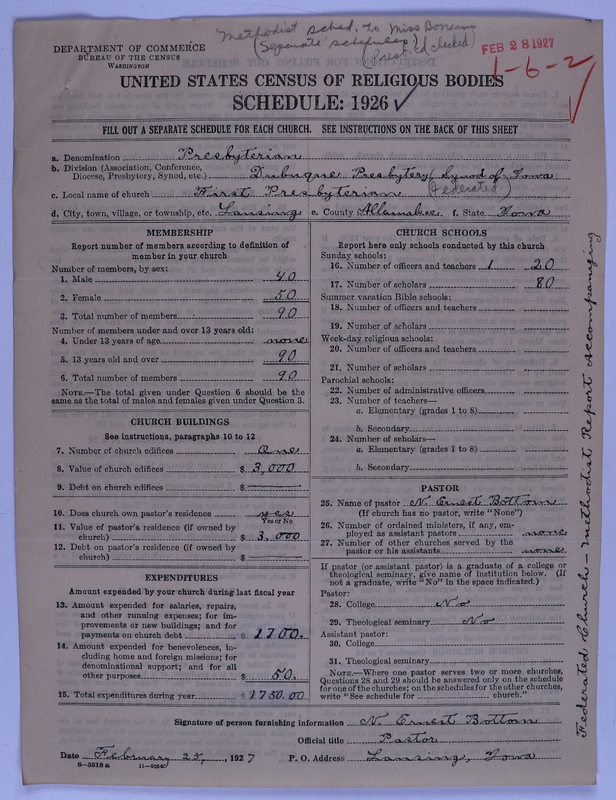 Methodist sched. to Miss
(Separate schedules
checked)
FEB 28 1927
1-6-2
DEPARTMENT OF COMMERCE
BUREAU OF THE CENSUS
WASHINGTON
UNITED STATES CENSUS OF RELIGIOUS BODIES
SCHEDULE: 1926 ✓
FILL OUT A SEPARATE SCHEDULE FOR EACH CHURCH. SEE INSTRUCTIONS ON THE BACK OF THIS SHEET
a. Denomination Presbyterian
b. Division (Association, Conference,
Diocese, Presbytery, Synod, etc.) Dubuque Presbytery, Synod of Iowa
c. Local name of church First Presbyterian (Federated)
d. City, town, village, or township, etc. Lansing e. County Allamakee f. State Iowa
MEMBERSHIP
Report number of members according to definition of
member in your church
Number of members, by sex:
1. Male 40
2. Female 50
3. Total number of members 90
Number of members under and over 13 years old:
4. Under 13 years of age none
5. 13 years old and over 90
6. Total number of members 90
NOTE.—The total given under Question 6 should be the
same as the total of males and females given under Question 3.
CHURCH BUILDINGS
See instructions, paragraphs 10 to 12
7. Number of church edifices One
8. Value of church edifices $ 3,000
9. Debt on church edifices $
10. Does church own pastor's residence yes
Yes or No
11. Value of pastor's residence (if owned by
church) $ 3,000
12. Debt on pastor's residence (if owned by
church) $
EXPENDITURES
Amount expended by your church during last fiscal year
13. Amount expended for salaries, repairs,
and other running expenses; for im-
provements or new buildings; and for
payments on church debt $ 1700.
14. Amount expended for benevolences, in-
cluding home and foreign missions; for
denominational support; and for all
other purposes $ 50.
15. Total expenditures during year $ 1750.00
CHURCH SCHOOLS
Report here only schools conducted by this church
Sunday schools:
16. Number of officers and teachers 1 20
17. Number of scholars 80
Summer vacation Bible schools:
18. Number of officers and teachers
19. Number of scholars
Week-day religious schools:
20. Number of officers and teachers
21. Number of scholars
Parochial schools:
22. Number of administrative officers
23. Number of teachers—
a. Elementary (grades 1 to 8)
b. Secondary
24. Number of scholars—
a. Elementary (grades 1 to 8)
b. Secondary
PASTOR
25. Name of pastor N. Ernest Bottom
(If church has no pastor, write "None")
26. Number of ordained ministers, if any, em-
ployed as assistant pastors none
27. Number of other churches served by the
pastor or his assistants none
If pastor (or assistant pastor) is a graduate of a college or
theological seminary, give name of institution below. (If
not a graduate, write "No" in the space indicated.)
Pastor:
28. College No
29. Theological seminary No
Assistant pastor:
30. College
31. Theological seminary
NOTE.—Where one pastor serves two or more churches,
Questions 28 and 29 should be answered only on the schedule
for one of the churches; on the schedules for the other churches,
write "See schedule for church."
Signature of person furnishing information N. Ernest Bottom
Official title Pastor
Date February 25, 1927 P. O. Address Lansing, Iowa
8—5518a
Federated Church - Methodist Report Accompanying